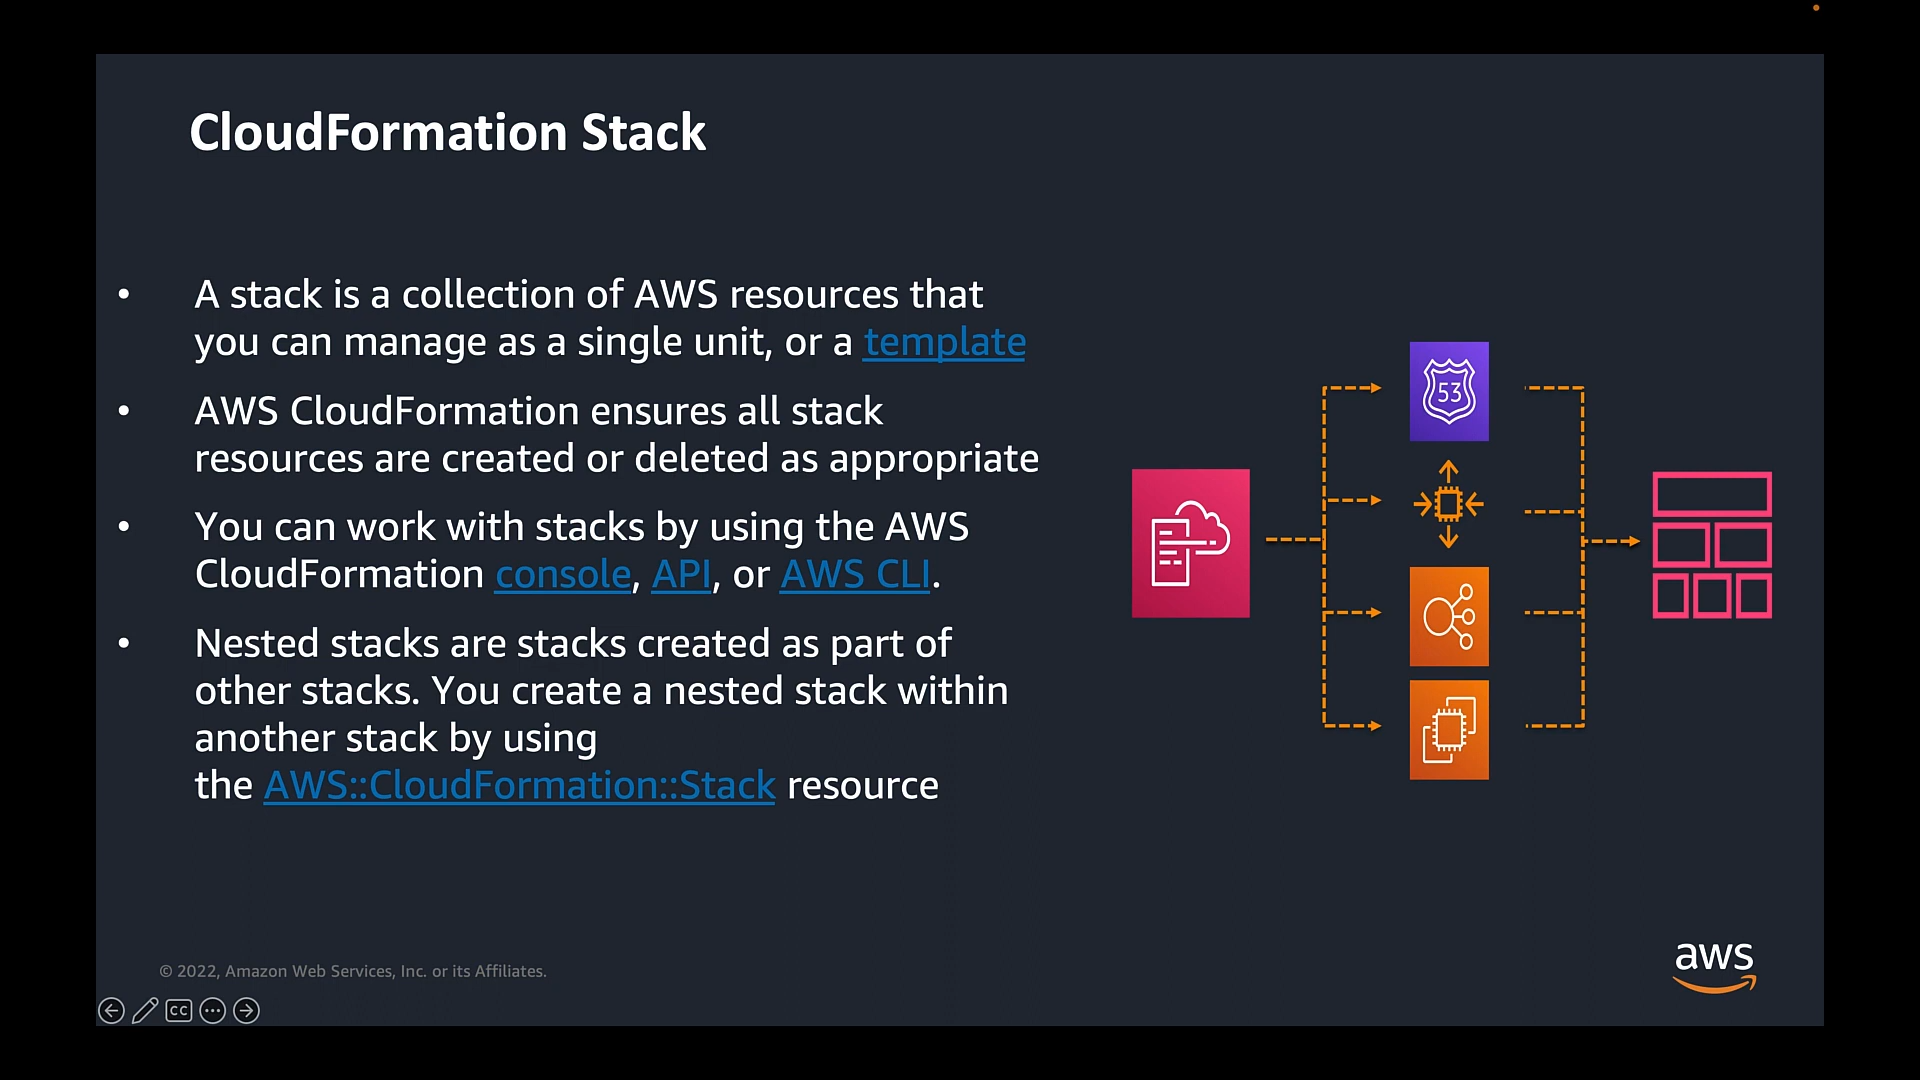 CloudFormation Stack
• A stack is a collection of AWS resources that
you can manage as a single unit, or a template
• AWS CloudFormation ensures all stack
resources are created or deleted as appropriate
• You can work with stacks by using the AWS
CloudFormation console, API, or AWS CLI.
• Nested stacks are stacks created as part of
other stacks. You create a nested stack within
another stack by using
the AWS::CloudFormation::Stack resource
53
© 2022, Amazon Web Services, Inc. or its Affiliates.
aws
CC